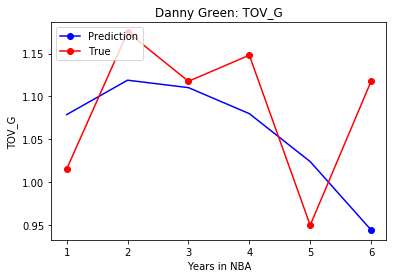 Danny Green: TOV_G
Prediction
True
1.15
1.10
1.05
1.00
0.95
TOV_G
1 2 3 4 5 6
Years in NBA